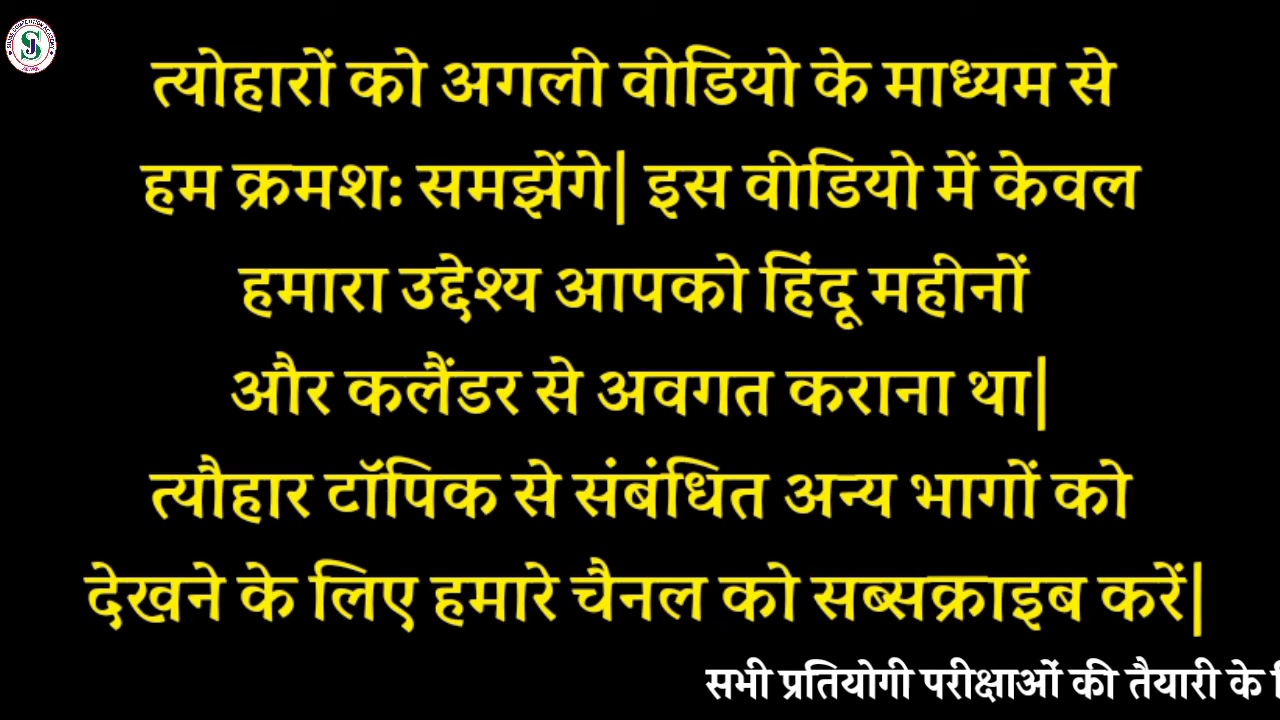 त्योहारों को अगली वीडियो के माध्यम से
हम क्रमशः समझेंगे| इस वीडियो में केवल
हमारा उद्देश्य आपको हिंदू महीनों
और कलैंडर से अवगत कराना था|
त्यौहार टॉपिक से संबंधित अन्य भागों को
देखने के लिए हमारे चैनल को सब्सक्राइब करें|
सभी प्रतियोगी परीक्षाओं की तैयारी के